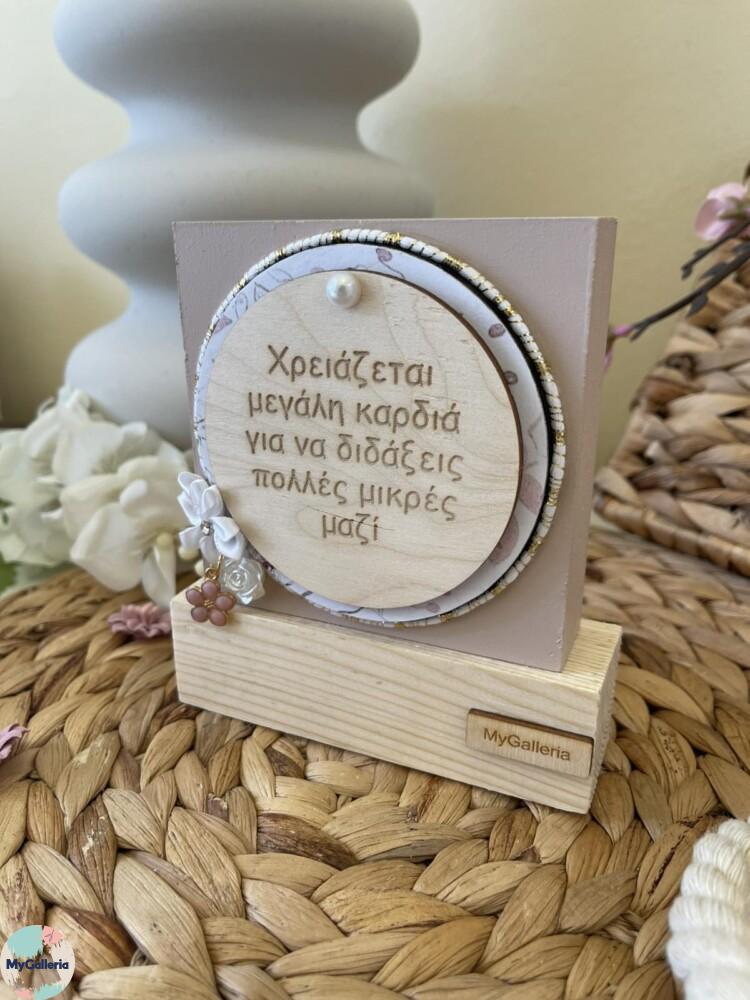 Χρειάζεται
μεγάλη καρδιά
για να διδάξεις
πολλές μικρές
μαζί
MyGalleria
MyGalleria